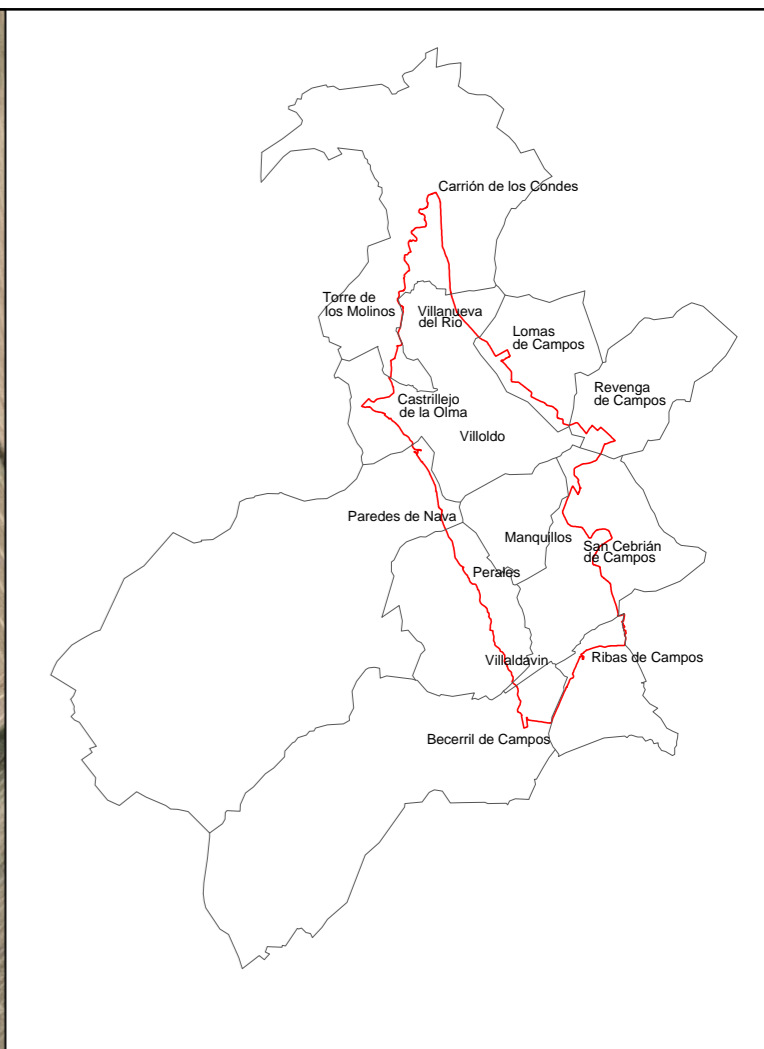 Carrión de los Condes
Torre de
los Molinos
Villanueva
del Río
Lomas
de Campos
Revenga
de Campos
Castrillejo
de la Olma
Villoldo
Paredes de Nava
Manquillos
San Cebrián
de Campos
Perales
Villaldavín
Ribas de Campos
Becerril de Campos